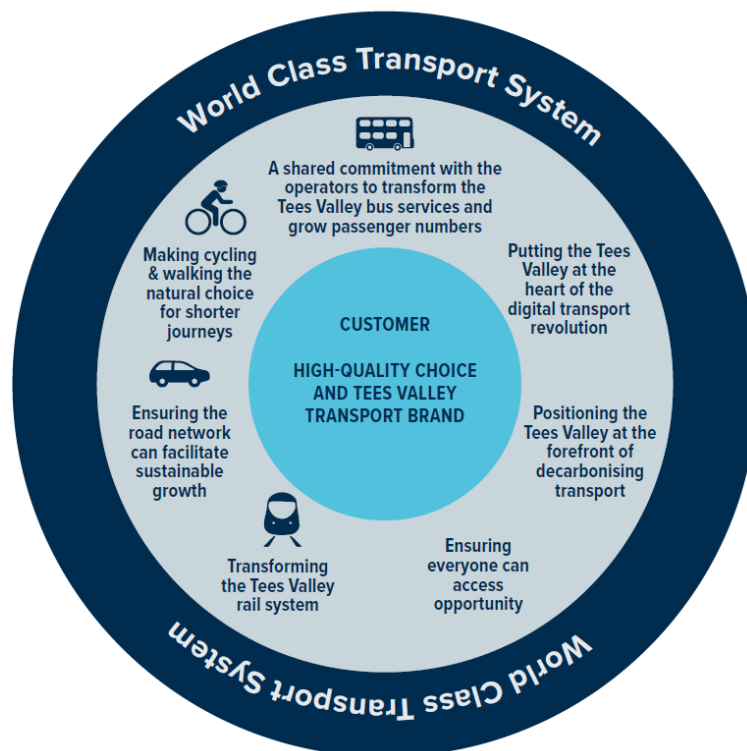 World Class Transport System
A shared commitment with the
operators to transform the
Tees Valley bus services and
grow passenger numbers
Putting the Tees
Valley at the
heart of the
digital transport
revolution
Positioning the
Tees Valley at the
forefront of
decarbonising
transport
Ensuring
everyone can
access
opportunity
Transforming
the Tees Valley
rail system
Ensuring the
road network
can facilitate
sustainable
growth
Making cycling
& walking the
natural choice
for shorter
journeys
CUSTOMER
HIGH-QUALITY CHOICE
AND TEES VALLEY
TRANSPORT BRAND
World Class Transport System